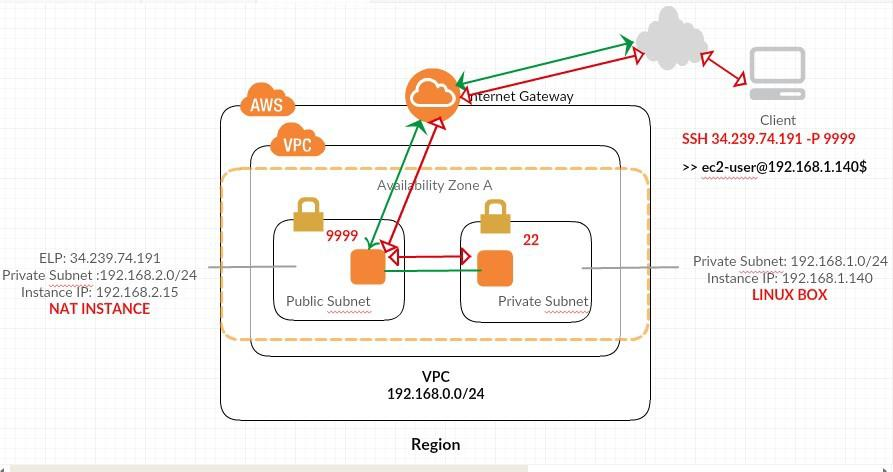 AWS
VPC
Internet Gateway
Client
SSH 34.239.74.191 -P 9999
>> ec2-user@192.168.1.140$
Availability Zone A
9999
22
ELP: 34.239.74.191
Private Subnet :192.168.2.0/24
Instance IP: 192.168.2.15
NAT INSTANCE
Public Subnet
Private Subnet
Private Subnet: 192.168.1.0/24
Instance IP: 192.168.1.140
LINUX BOX
VPC
192.168.0.0/24
Region